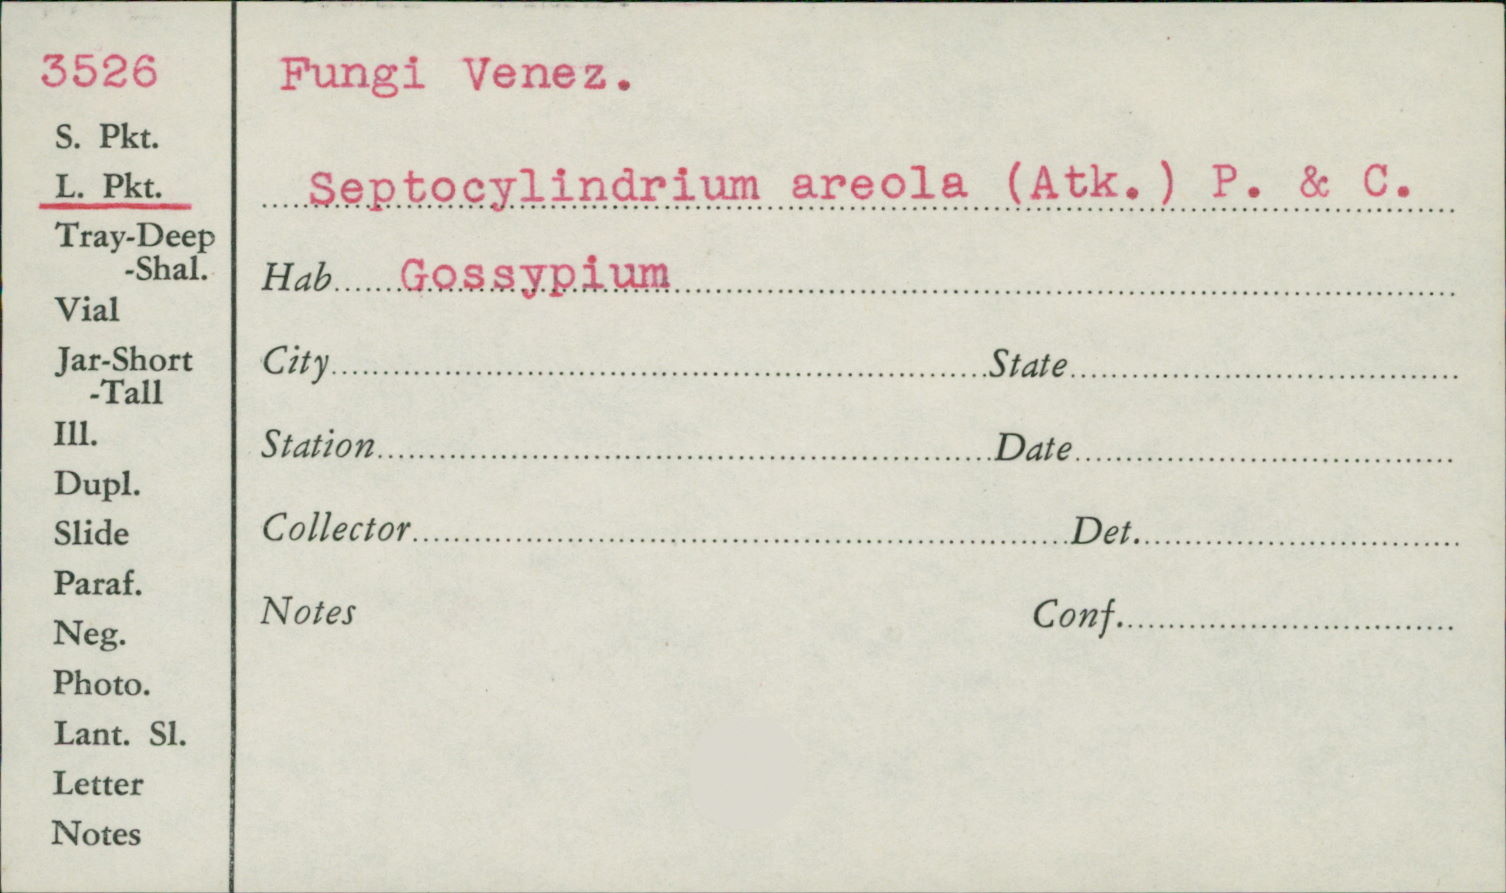 3526
S. Pkt.
L. Pkt.
Tray-Deep
-Shal.
Vial
Jar-Short
-Tall
Ill.
Dupl.
Slide
Paraf.
Neg.
Photo.
Lant. Sl.
Letter
Notes
Fungi Venez.
Septocylindrium areola (Atk.) P. & C.
Hab. Gossypium
City State
Station Date
Collector Det.
Notes Conf.